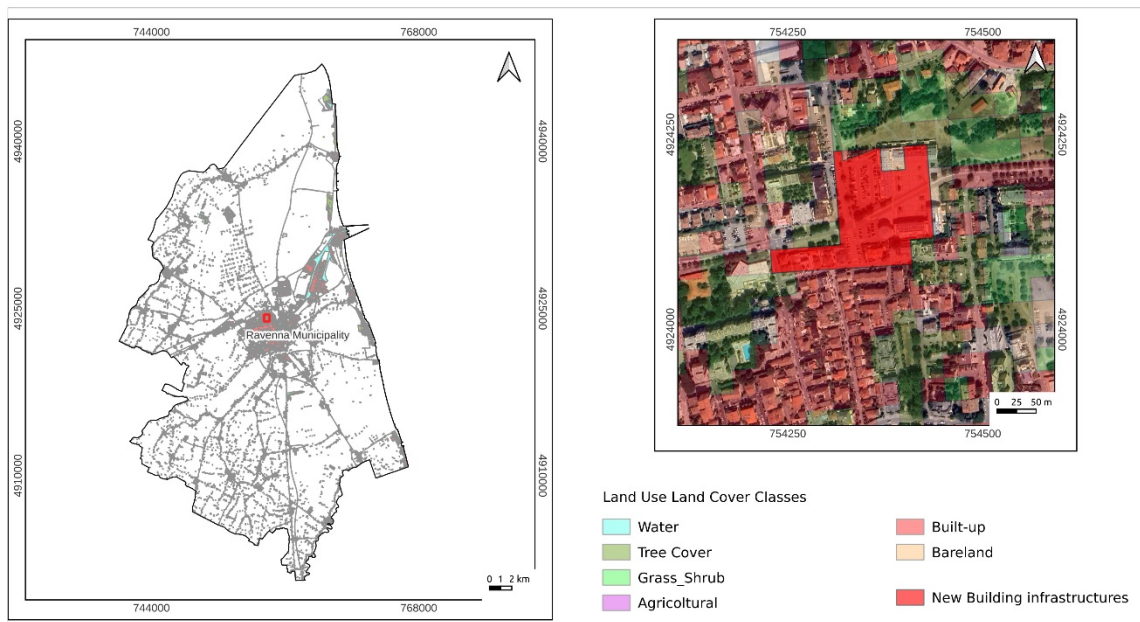 744000 768000
4940000 4940000
4925000 4925000
Ravenna Municipality
4910000 4910000
0 1 2 km
744000 768000
754250 754500
4924250 4924250
4924000 4924000
0 25 50 m
754250 754500
Land Use Land Cover Classes
Water
Tree Cover
Grass_Shrub
Agricoltural
Built-up
Bareland
New Building infrastructures